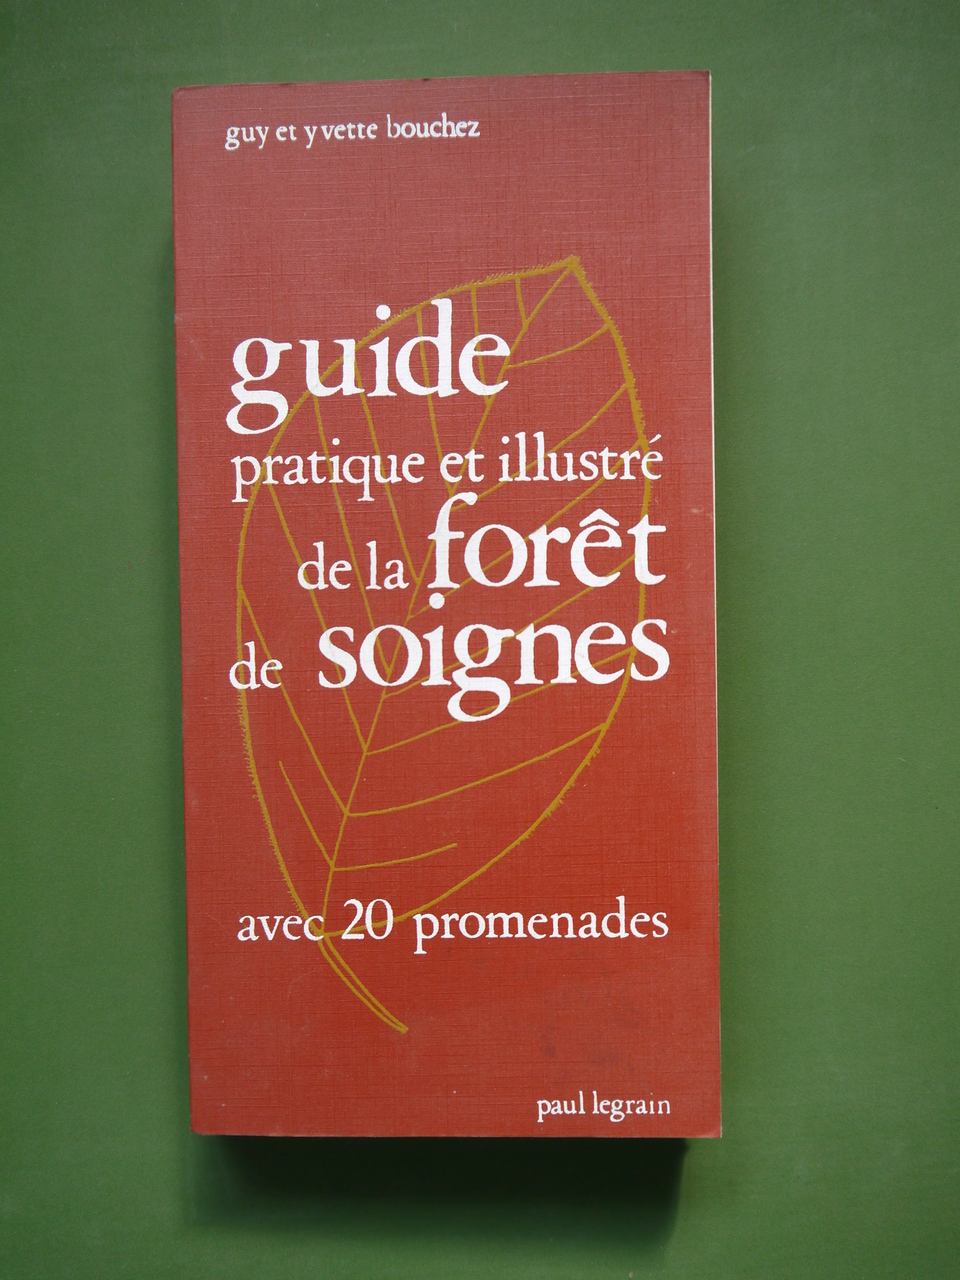 guy et yvette bouchez
guide
pratique et illustré
de la forêt
de soignes
avec 20 promenades
paul legrain